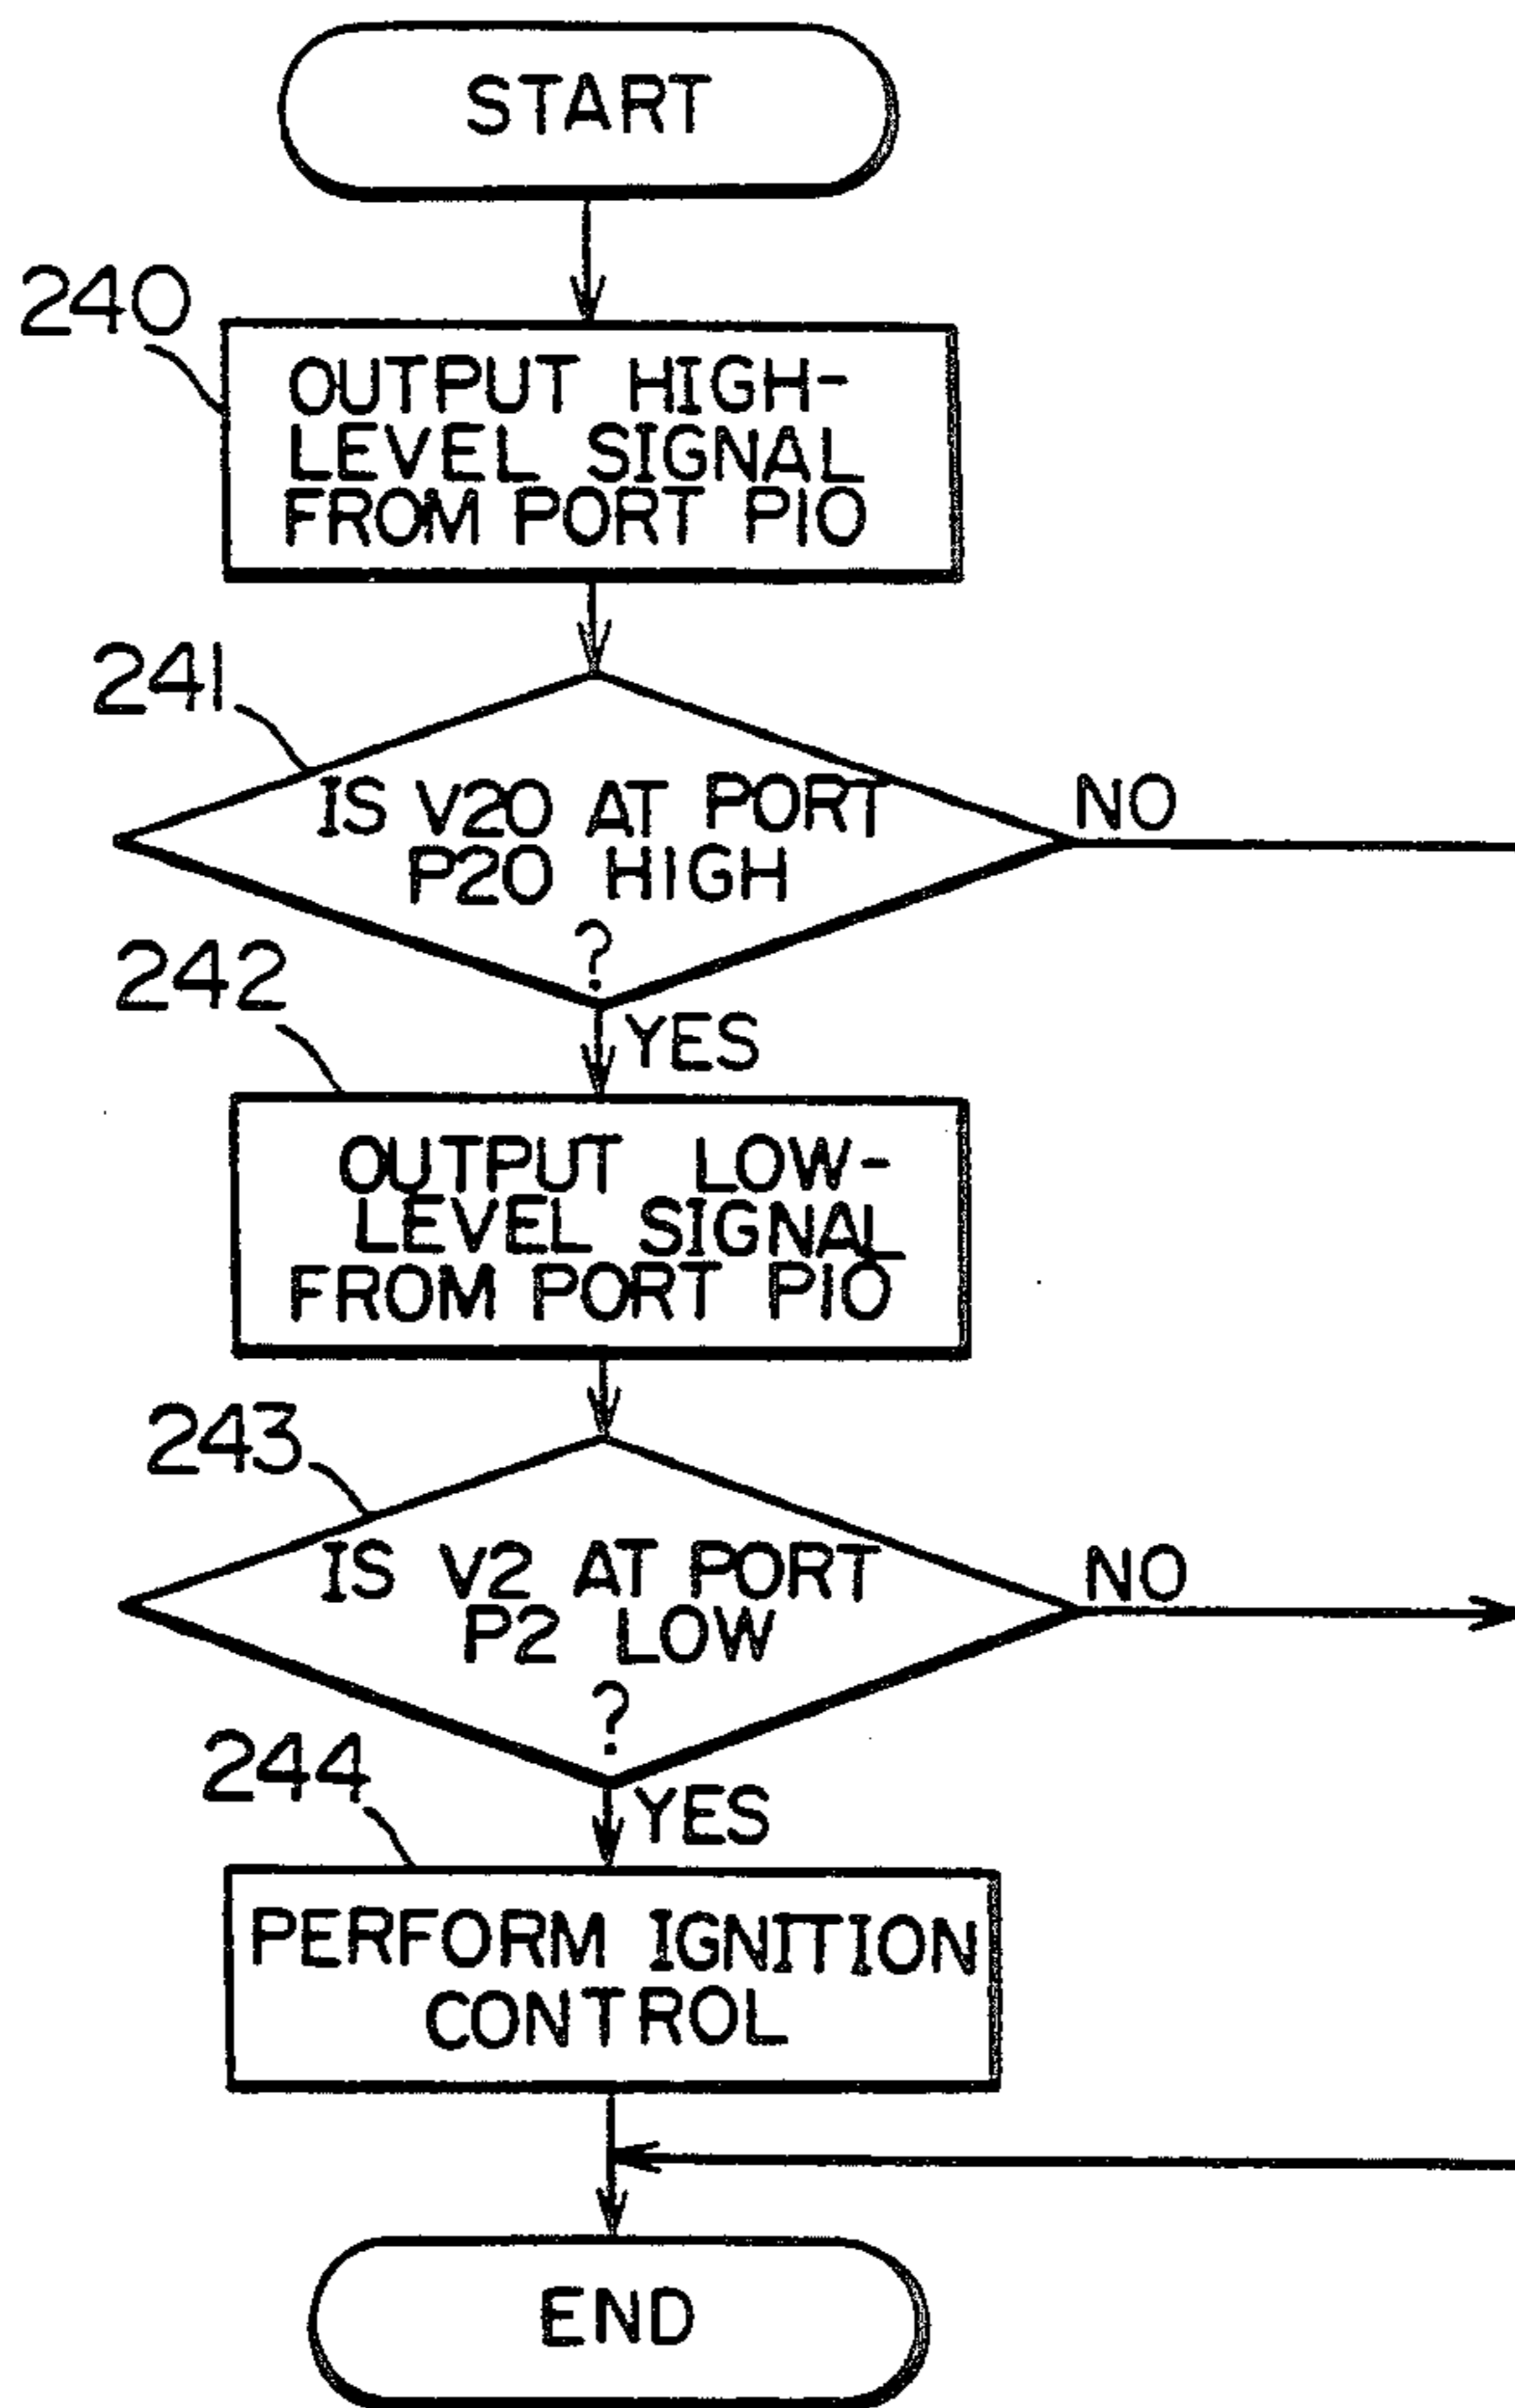 START
240
OUTPUT HIGH-
LEVEL SIGNAL
FROM PORT P10
241
IS V20 AT PORT
P20 HIGH
?
NO
YES
242
OUTPUT LOW-
LEVEL SIGNAL
FROM PORT P10
243
IS V2 AT PORT
P2 LOW
?
NO
YES
244
PERFORM IGNITION
CONTROL
END